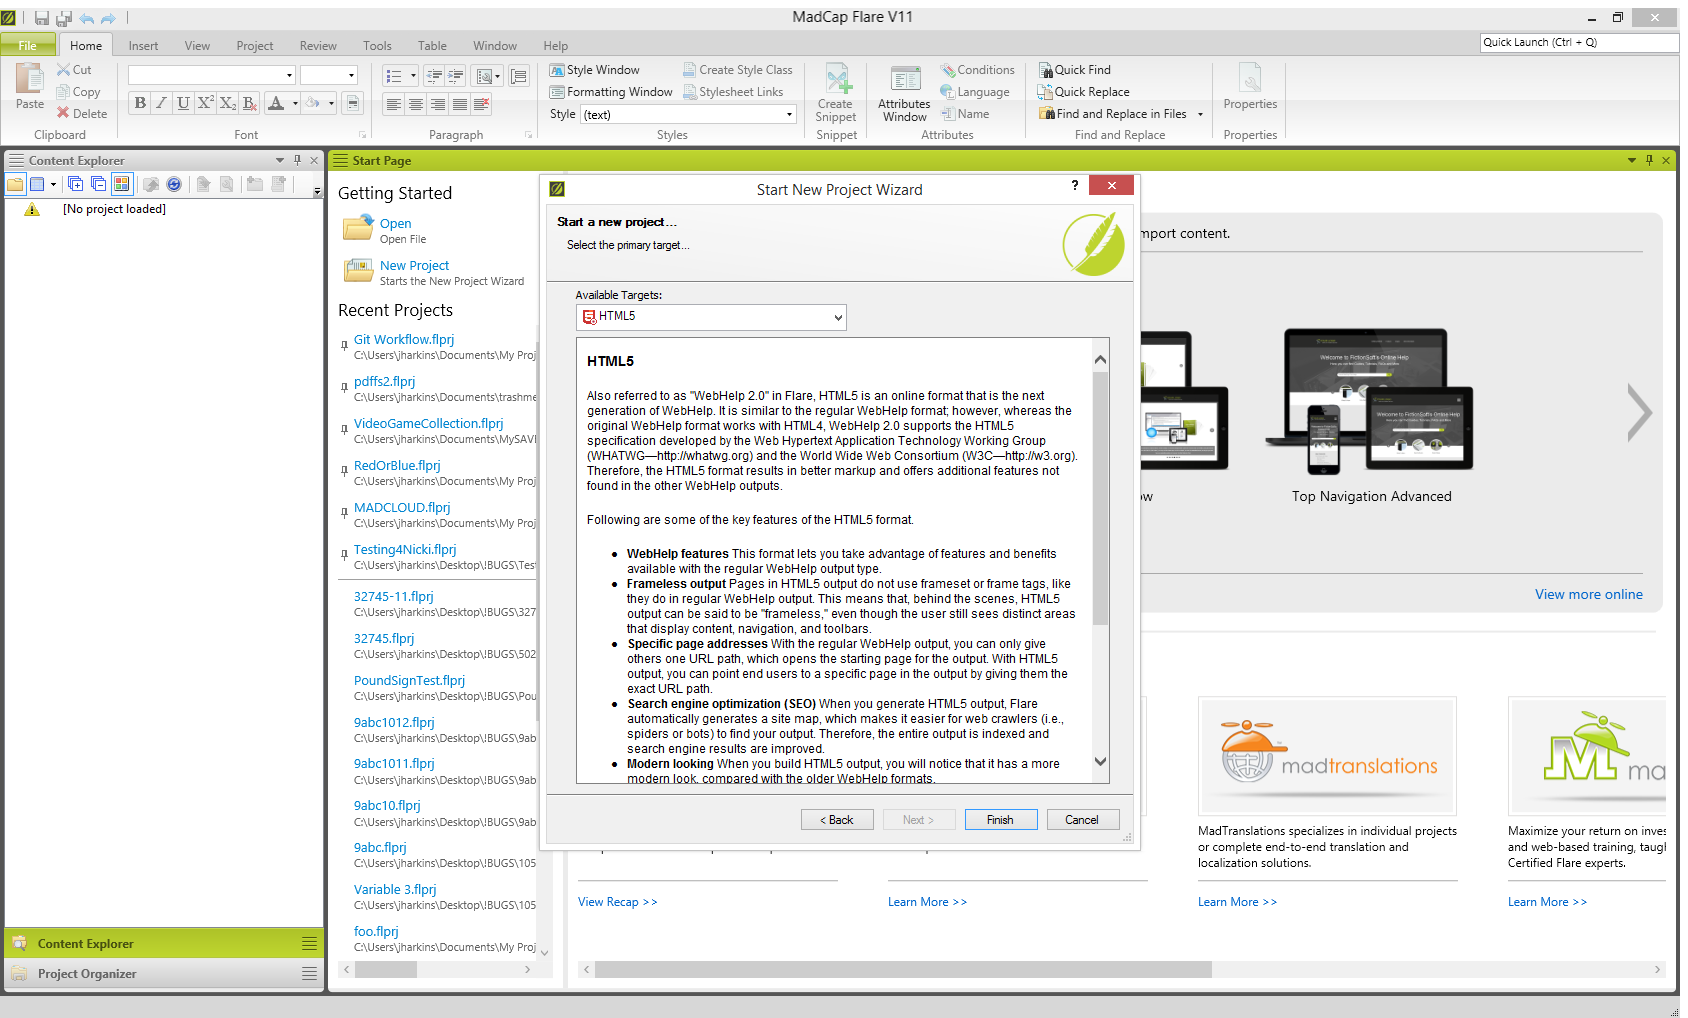 MadCap Flare V11
File Home Insert View Project Review Tools Table Window Help
Quick Launch (Ctrl + Q)
Paste
Cut
Copy
Delete
Clipboard
B I U X² X₂ B A
Font
Paragraph
Style Window
Formatting Window
Style (text)
Create Style Class
Stylesheet Links
Styles
Create
Snippet
Snippet
Attributes
Window
Conditions
Language
Name
Attributes
Quick Find
Quick Replace
Find and Replace in Files
Find and Replace
Properties
Properties
Content Explorer
[No project loaded]
Content Explorer
Project Organizer
Start Page
Getting Started
Open
Open File
New Project
Starts the New Project Wizard
Recent Projects
Git Workflow.flprj
C:\Users\jharkins\Documents\My Proj
pdffs2.flprj
C:\Users\jharkins\Documents\trashme
VideoGameCollection.flprj
C:\Users\jharkins\Documents\MySAVI
RedOrBlue.flprj
C:\Users\jharkins\Documents\My Proj
MADCLOUD.flprj
C:\Users\jharkins\Documents\My Proj
Testing4Nicki.flprj
C:\Users\jharkins\Desktop\!BUGS\Test
32745-11.flprj
C:\Users\jharkins\Desktop\!BUGS\327
32745.flprj
C:\Users\jharkins\Desktop\!BUGS\502
PoundSignTest.flprj
C:\Users\jharkins\Desktop\!BUGS\Pou
9abc1012.flprj
C:\Users\jharkins\Desktop\!BUGS\9ab
9abc1011.flprj
C:\Users\jharkins\Desktop\!BUGS\9ab
9abc10.flprj
C:\Users\jharkins\Desktop\!BUGS\9ab
9abc.flprj
C:\Users\jharkins\Desktop\!BUGS\105
Variable 3.flprj
C:\Users\jharkins\Desktop\!BUGS\105
foo.flprj
C:\Users\jharkins\Documents\My Proj
Start New Project Wizard
?
Start a new project...
Select the primary target...
Available Targets:
HTML5
HTML5
Also referred to as "WebHelp 2.0" in Flare, HTML5 is an online format that is the next
generation of WebHelp. It is similar to the regular WebHelp format; however, whereas the
original WebHelp format works with HTML4, WebHelp 2.0 supports the HTML5
specification developed by the Web Hypertext Application Technology Working Group
(WHATWG—http://whatwg.org) and the World Wide Web Consortium (W3C—http://w3.org).
Therefore, the HTML5 format results in better markup and offers additional features not
found in the other WebHelp outputs.
Following are some of the key features of the HTML5 format.
• WebHelp features This format lets you take advantage of features and benefits
available with the regular WebHelp output type.
• Frameless output Pages in HTML5 output do not use frameset or frame tags, like
they do in regular WebHelp output. This means that, behind the scenes, HTML5
output can be said to be "frameless," even though the user still sees distinct areas
that display content, navigation, and toolbars.
• Specific page addresses With the regular WebHelp output, you can only give
others one URL path, which opens the starting page for the output. With HTML5
output, you can point end users to a specific page in the output by giving them the
exact URL path.
• Search engine optimization (SEO) When you generate HTML5 output, Flare
automatically generates a site map, which makes it easier for web crawlers (i.e.,
spiders or bots) to find your output. Therefore, the entire output is indexed and
search engine results are improved.
• Modern looking When you build HTML5 output, you will notice that it has a more
modern look, compared with the older WebHelp formats.
< Back
Next >
Finish
Cancel
mport content.
Welcome to FictionSoft's Online Help
Top Navigation Advanced
View more online
madtranslations
MadTranslations specializes in individual projects
or complete end-to-end translation and
localization solutions.
ma
Maximize your return on inves
and web-based training, taugh
Certified Flare experts.
View Recap >>
Learn More >>
Learn More >>
Learn More >>